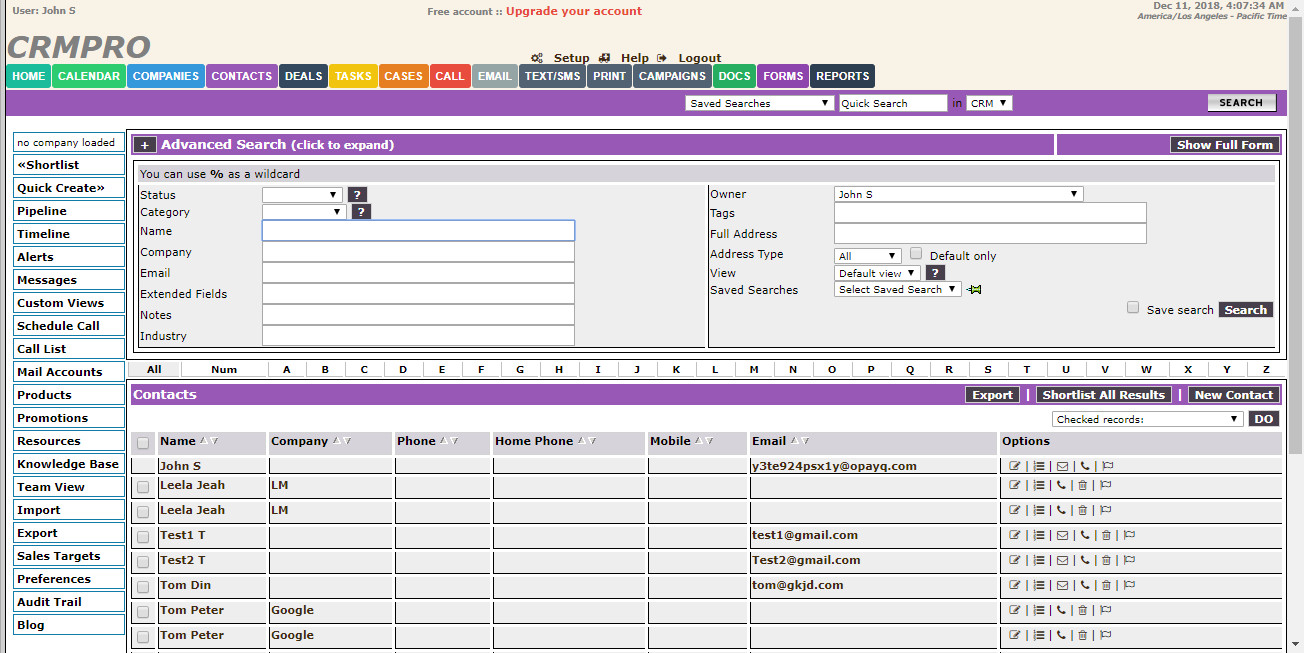 User: John S
Free account :: Upgrade your account
Dec 11, 2018, 4:07:34 AM
America/Los Angeles - Pacific Time
CRMPRO
Setup Help Logout
HOME CALENDAR COMPANIES CONTACTS DEALS TASKS CASES CALL EMAIL TEXT/SMS PRINT CAMPAIGNS DOCS FORMS REPORTS
Saved Searches Quick Search in CRM SEARCH
no company loaded
«Shortlist
Quick Create»
Pipeline
Timeline
Alerts
Messages
Custom Views
Schedule Call
Call List
Mail Accounts
Products
Promotions
Resources
Knowledge Base
Team View
Import
Export
Sales Targets
Preferences
Audit Trail
Blog
+ Advanced Search (click to expand) Show Full Form
You can use % as a wildcard
Status ?
Category ?
Name
Company
Email
Extended Fields
Notes
Industry
Owner John S
Tags
Full Address
Address Type All Default only
View Default view ?
Saved Searches Select Saved Search
Save search Search
All Num A B C D E F G H I J K L M N O P Q R S T U V W X Y Z
Contacts Export | Shortlist All Results | New Contact
Checked records: DO
Name Company Phone Home Phone Mobile Email Options
John S y3te924psx1y@opayq.com
Leela Jeah LM
Leela Jeah LM
Test1 T test1@gmail.com
Test2 T Test2@gmail.com
Tom Din tom@gkjd.com
Tom Peter Google
Tom Peter Google